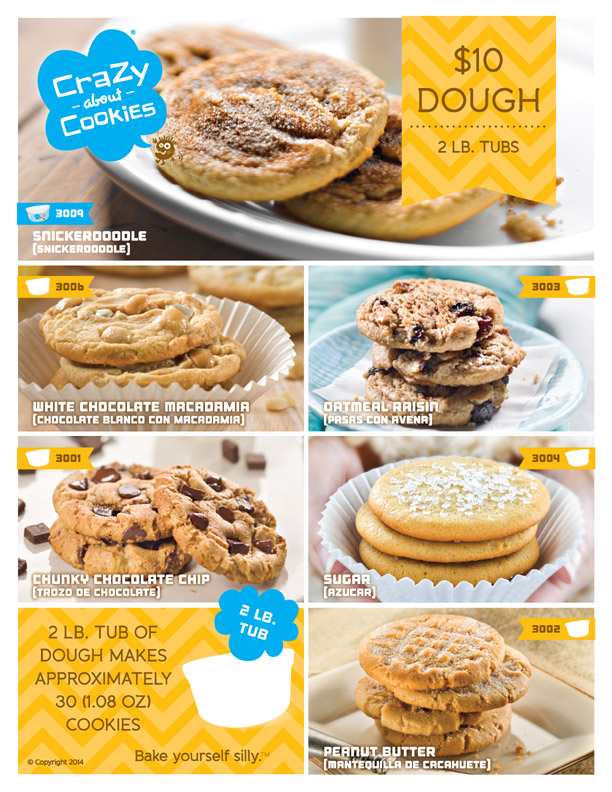 CRAZY
- about -
COOKIES
®
$10
DOUGH
2 LB. TUBS
3009
SNICKERDOODLE
[SNICKERDOODLE]
3006
WHITE CHOCOLATE MACADAMIA
[CHOCOLATE BLANCO CON MACADAMIA]
3003
OATMEAL RAISIN
[PASAS CON AVENA]
3001
CHUNKY CHOCOLATE CHIP
[TROZO DE CHOCOLATE]
3004
SUGAR
[AZUCAR]
2 LB. TUB OF
DOUGH MAKES
APPROXIMATELY
30 (1.08 OZ)
COOKIES
2 LB.
TUB
Bake yourself silly.™
© Copyright 2014
3002
PEANUT BUTTER
[MANTEQUILLA DE CACAHUETE]